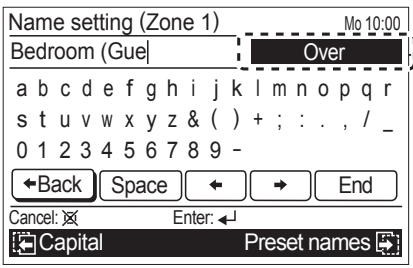 Name setting (Zone 1) Mo 10:00
Bedroom (Gue Over
a b c d e f g h i j k l m n o p q r
s t u v w x y z & ( ) + ; : . , / _
0 1 2 3 4 5 6 7 8 9 -
←Back Space ← → End
Cancel: Enter: ↵
Capital Preset names